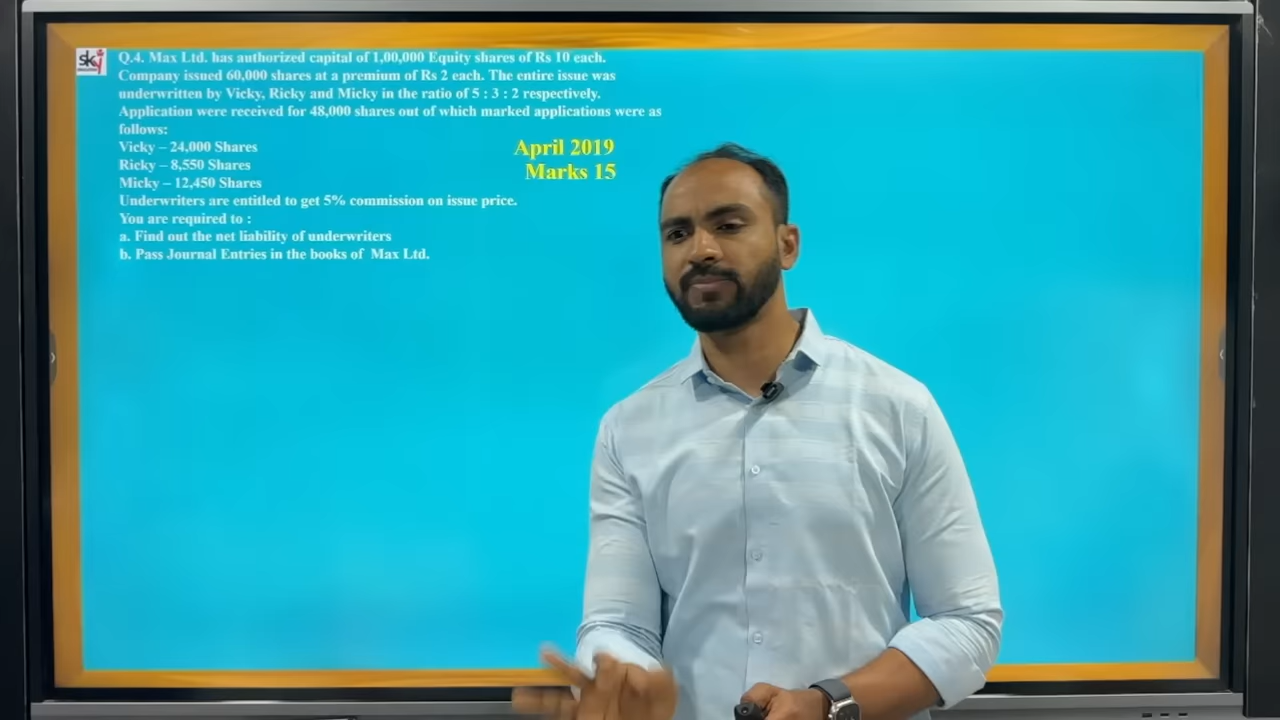 sky
Q.4. Max Ltd. has authorized capital of 1,00,000 Equity shares of Rs 10 each.
Company issued 60,000 shares at a premium of Rs 2 each. The entire issue was
underwritten by Vicky, Ricky and Micky in the ratio of 5 : 3 : 2 respectively.
Application were received for 48,000 shares out of which marked applications were as
follows:
Vicky – 24,000 Shares
Ricky – 8,550 Shares
Micky – 12,450 Shares
Underwriters are entitled to get 5% commission on issue price.
You are required to :
a. Find out the net liability of underwriters
b. Pass Journal Entries in the books of Max Ltd.
April 2019
Marks 15